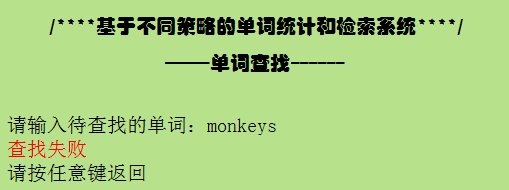 /****基于不同策略的单词统计和检索系统****/
——单词查找------
请输入待查找的单词：monkeys
查找失败
请按任意键返回